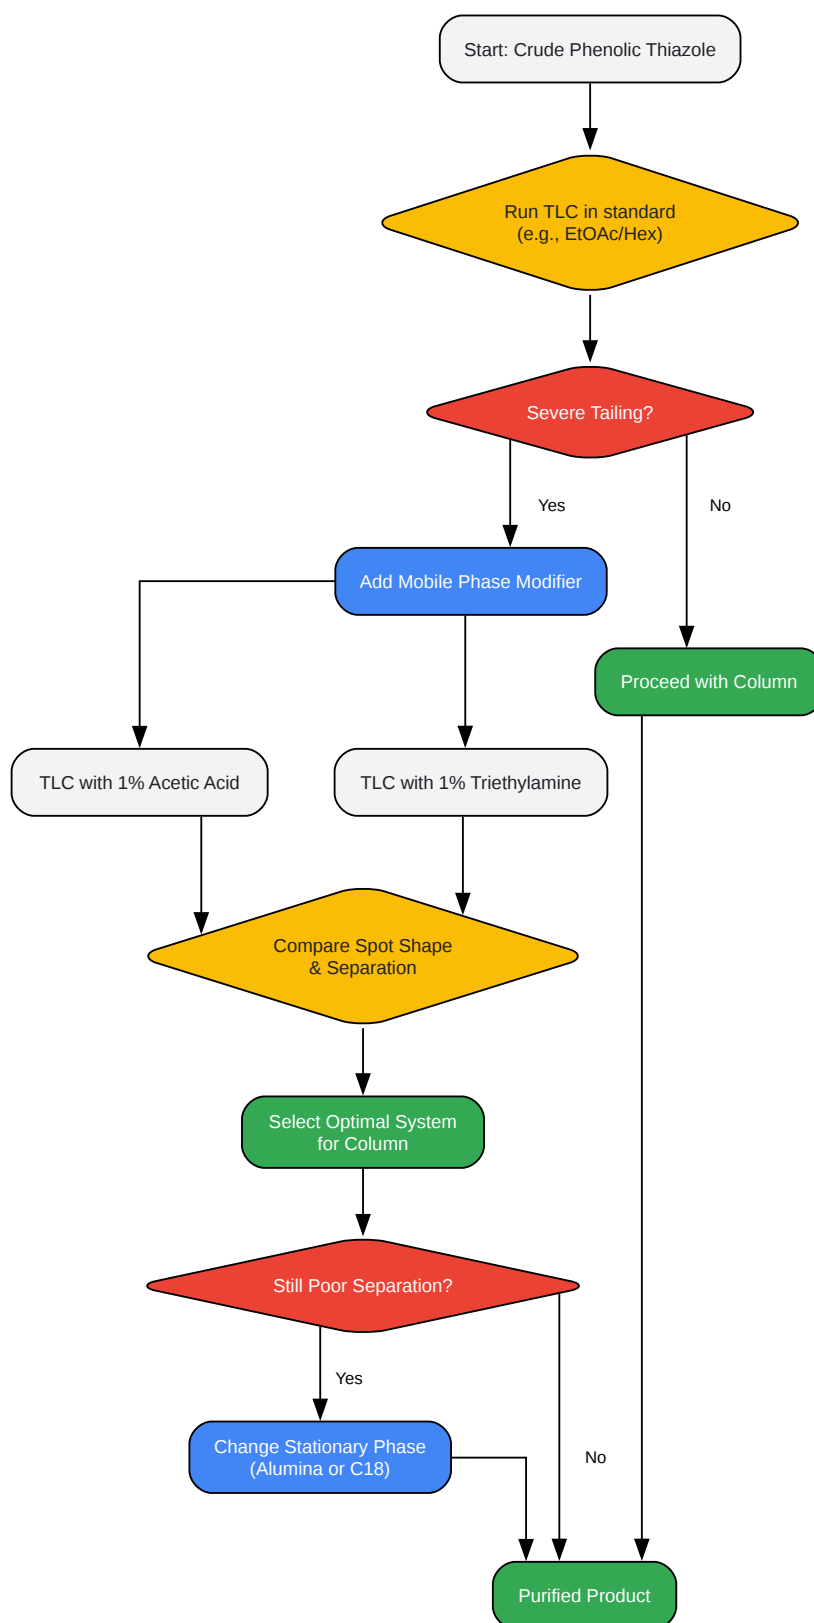 Start: Crude Phenolic Thiazole
Run TLC in standard
(e.g., EtOAc/Hex)
Severe Tailing?
Yes
No
Add Mobile Phase Modifier
Proceed with Column
TLC with 1% Acetic Acid
TLC with 1% Triethylamine
Compare Spot Shape
& Separation
Select Optimal System
for Column
Still Poor Separation?
Yes
Change Stationary Phase
(Alumina or C18)
No
Purified Product